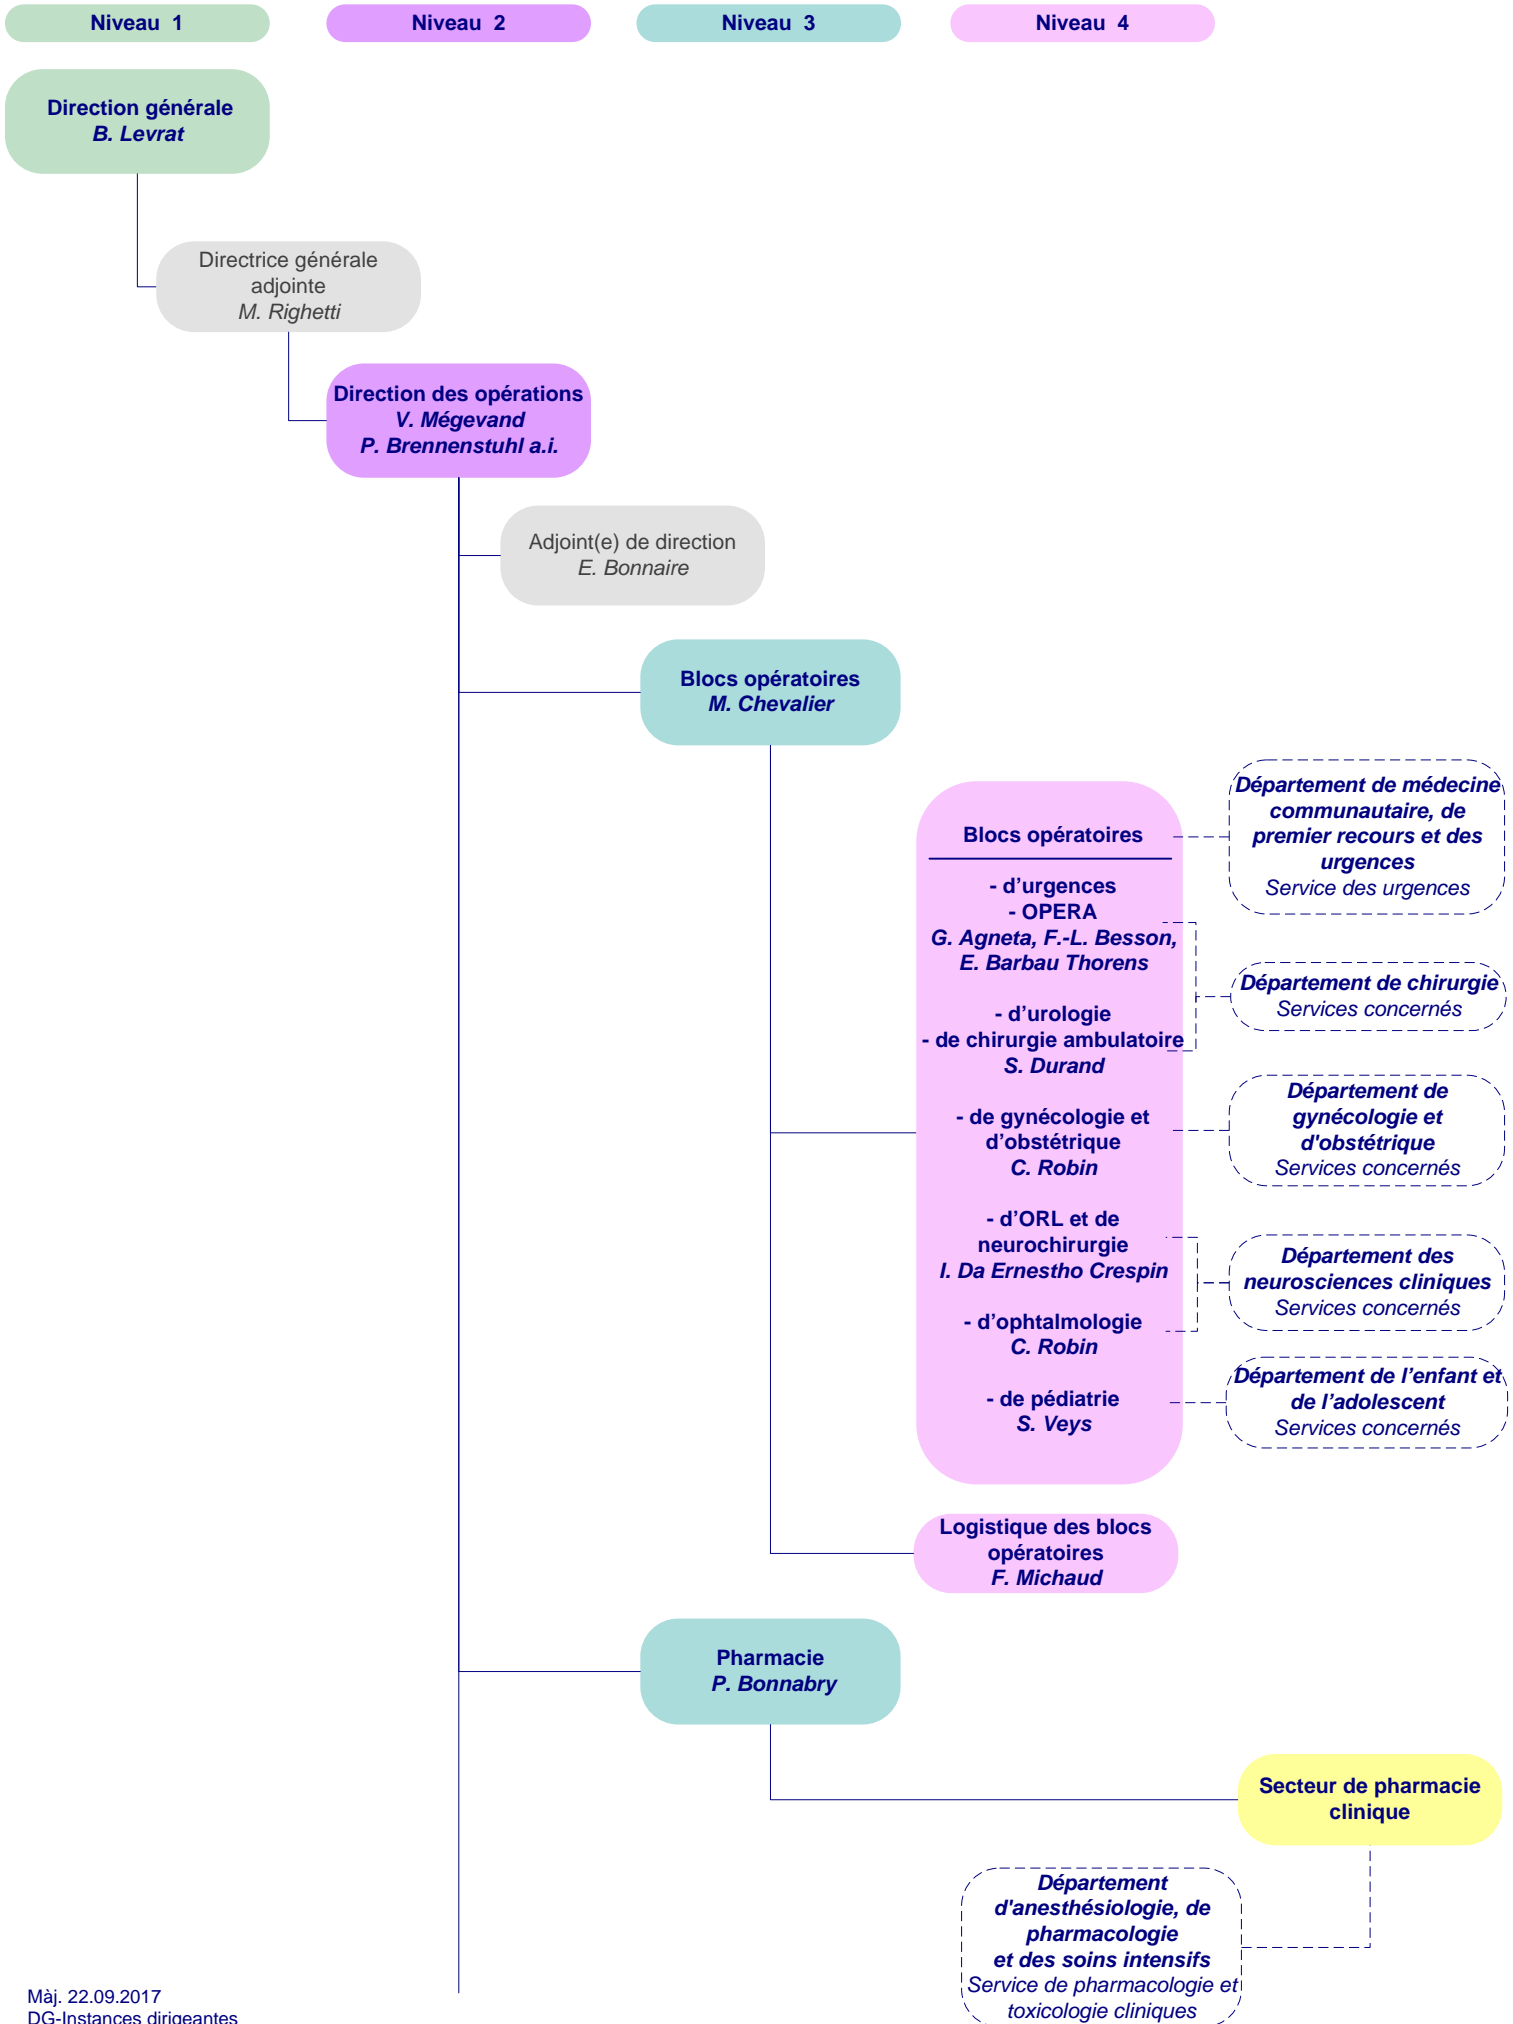 Niveau 1
Niveau 2
Niveau 3
Niveau 4
Direction générale
B. Levrat
Directrice générale
adjointe
M. Righetti
Direction des opérations
V. Mégevand
P. Brennenstuhl a.i.
Adjoint(e) de direction
E. Bonnaire
Blocs opératoires
M. Chevalier
Blocs opératoires
- d’urgences
- OPERA
G. Agneta, F.-L. Besson,
E. Barbau Thorens
- d’urologie
- de chirurgie ambulatoire
S. Durand
- de gynécologie et
d’obstétrique
C. Robin
- d’ORL et de
neurochirurgie
I. Da Ernestho Crespin
- d’ophtalmologie
C. Robin
- de pédiatrie
S. Veys
Département de médecine
communautaire, de
premier recours et des
urgences
Service des urgences
Département de chirurgie
Services concernés
Département de
gynécologie et
d'obstétrique
Services concernés
Département des
neurosciences cliniques
Services concernés
Département de l’enfant et
de l’adolescent
Services concernés
Logistique des blocs
opératoires
F. Michaud
Pharmacie
P. Bonnabry
Secteur de pharmacie
clinique
Département
d'anesthésiologie, de
pharmacologie
et des soins intensifs
Service de pharmacologie et
toxicologie cliniques
Màj. 22.09.2017
DG-Instances dirigeantes